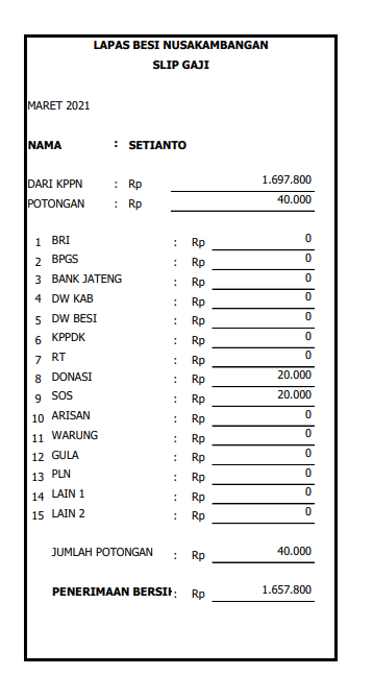 LAPAS BESI NUSAKAMBANGAN
SLIP GAJI
MARET 2021
NAMA : SETIANTO
DARI KPPN : Rp 1.697.800
POTONGAN : Rp 40.000
1 BRI : Rp 0
2 BPGS : Rp 0
3 BANK JATENG : Rp 0
4 DW KAB : Rp 0
5 DW BESI : Rp 0
6 KPPDK : Rp 0
7 RT : Rp 0
8 DONASI : Rp 20.000
9 SOS : Rp 20.000
10 ARISAN : Rp 0
11 WARUNG : Rp 0
12 GULA : Rp 0
13 PLN : Rp 0
14 LAIN 1 : Rp 0
15 LAIN 2 : Rp 0
JUMLAH POTONGAN : Rp 40.000
PENERIMAAN BERSIH : Rp 1.657.800